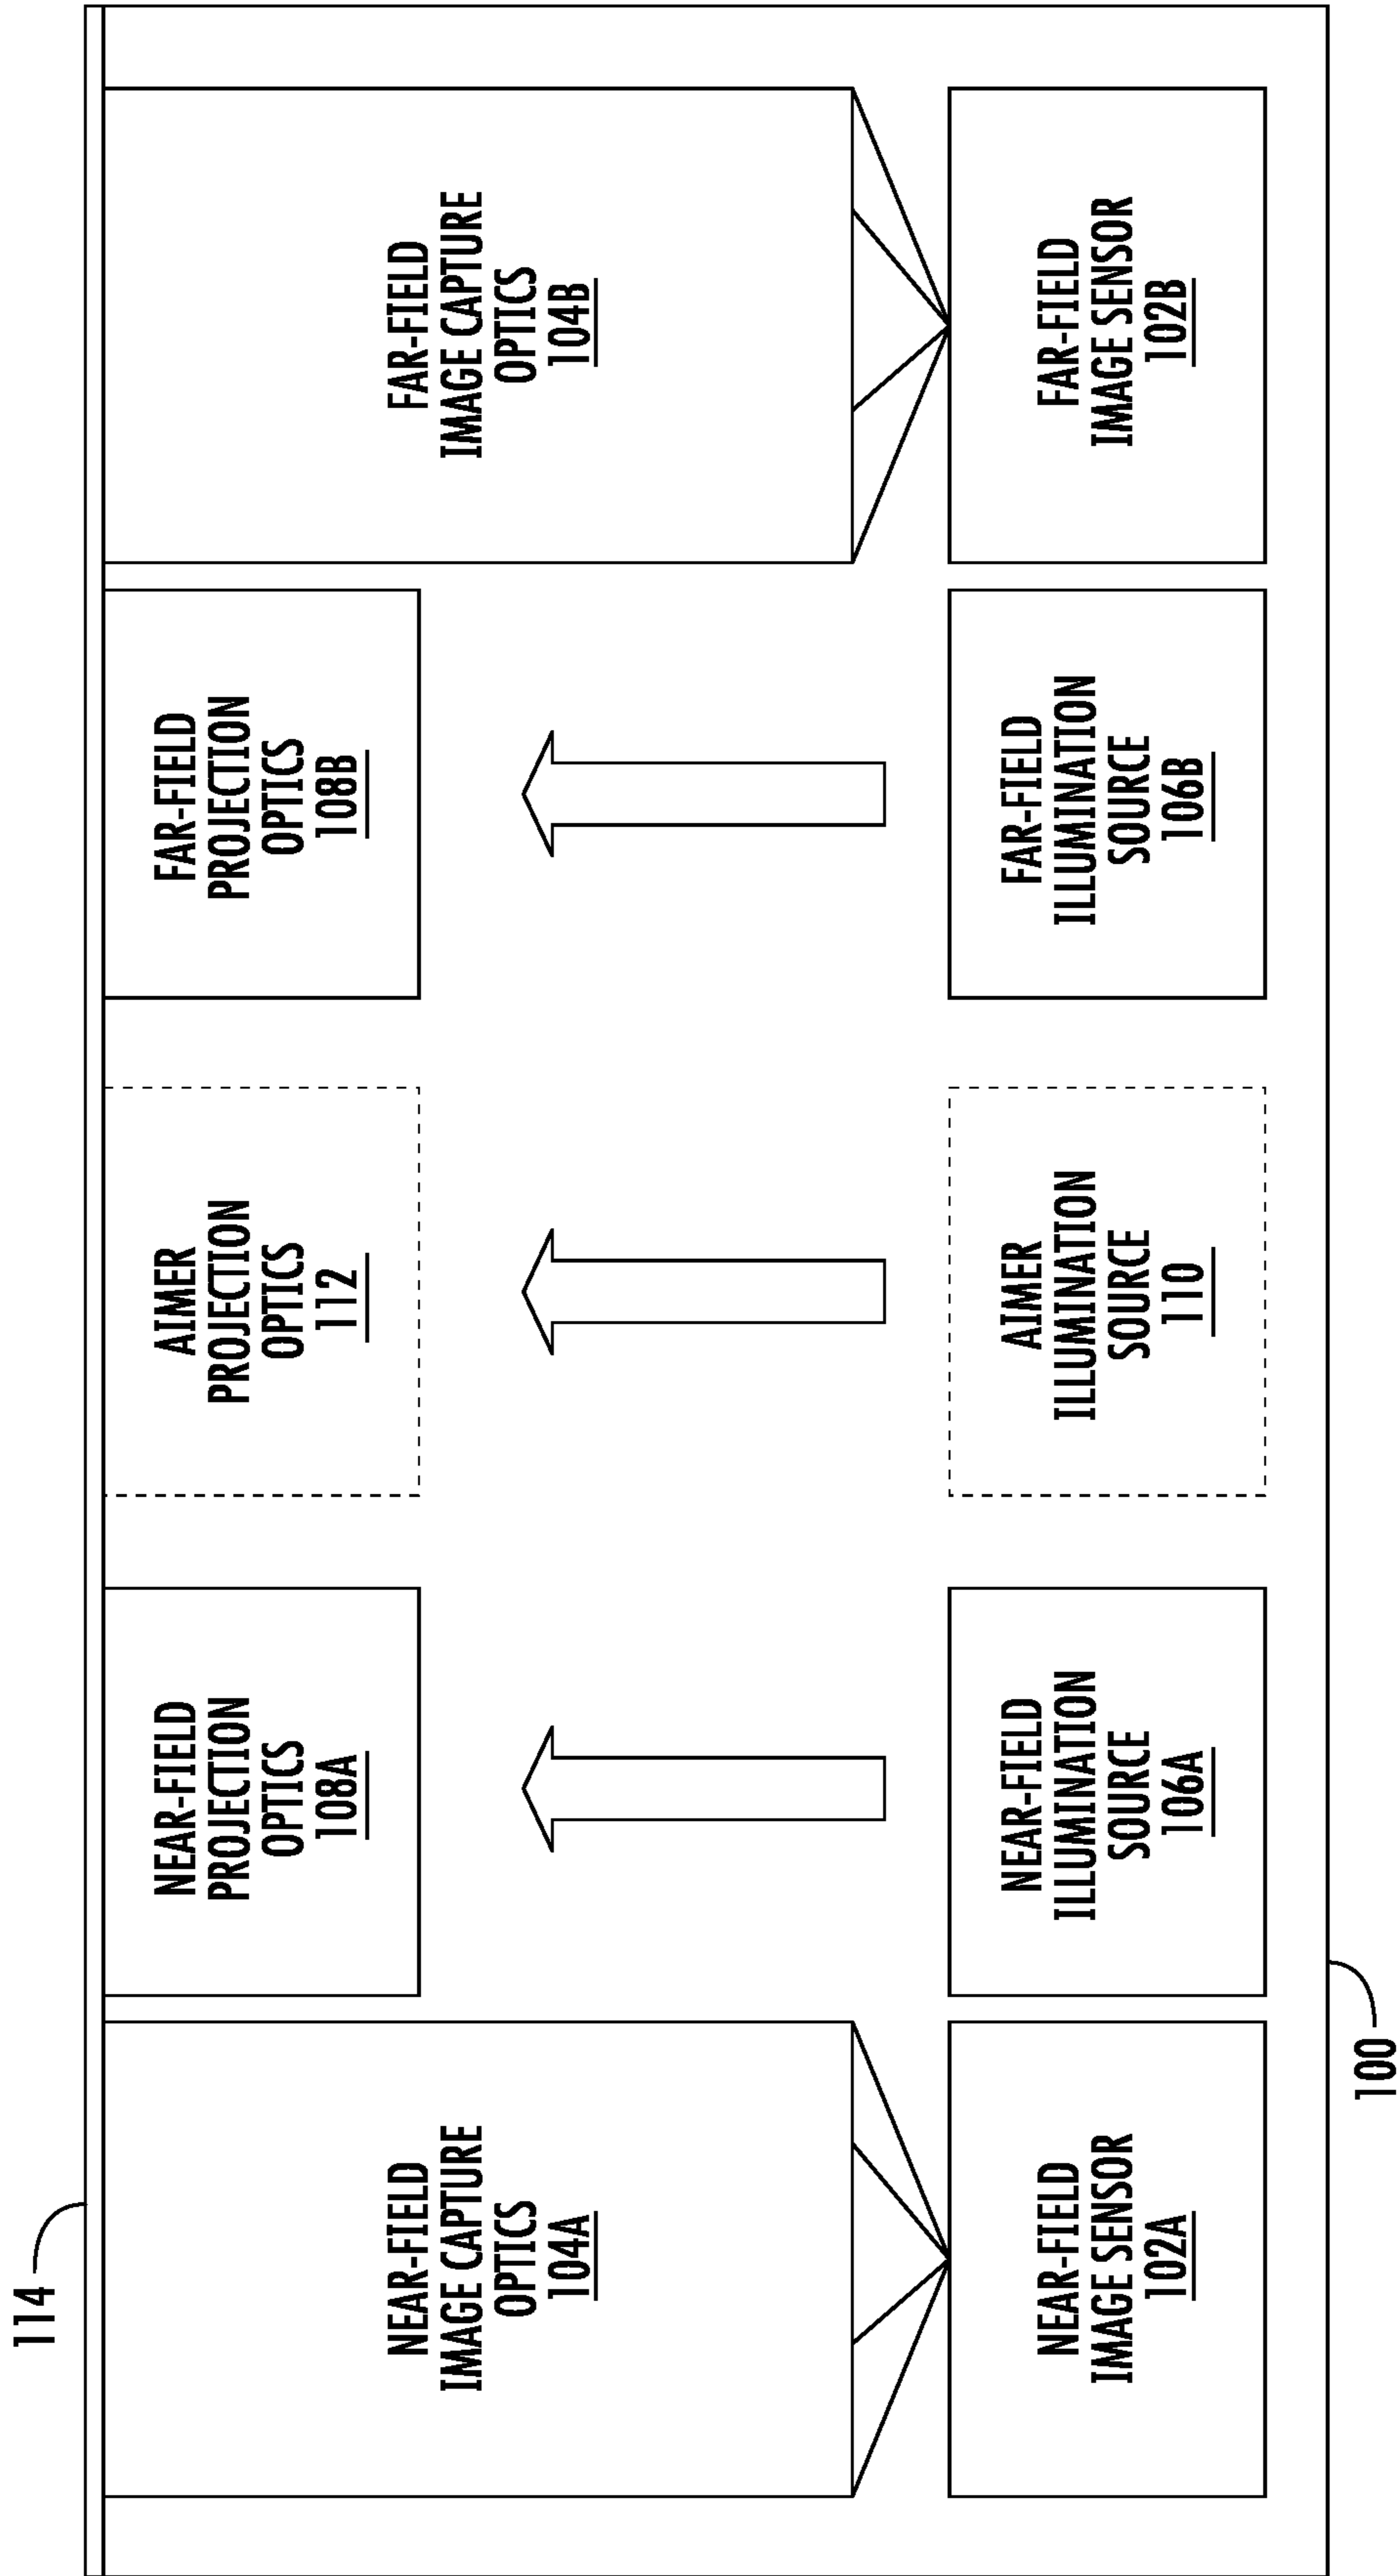 114
NEAR-FIELD
IMAGE CAPTURE
OPTICS
104A
NEAR-FIELD
PROJECTION
OPTICS
108A
AIMER
PROJECTION
OPTICS
112
FAR-FIELD
PROJECTION
OPTICS
108B
FAR-FIELD
IMAGE CAPTURE
OPTICS
104B
NEAR-FIELD
IMAGE SENSOR
102A
NEAR-FIELD
ILLUMINATION
SOURCE
106A
AIMER
ILLUMINATION
SOURCE
110
FAR-FIELD
ILLUMINATION
SOURCE
106B
FAR-FIELD
IMAGE SENSOR
102B
100